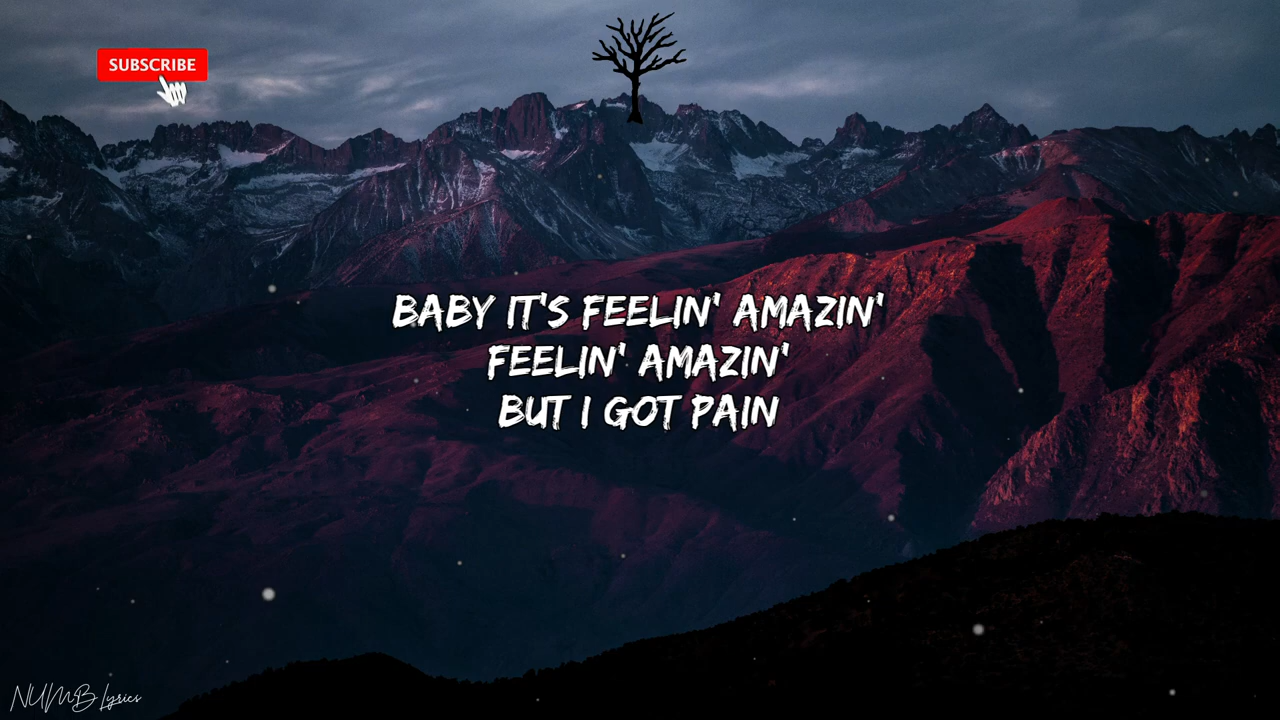 SUBSCRIBE
BABY IT'S FEELIN' AMAZIN'
FEELIN' AMAZIN'
BUT I GOT PAIN
NUMB Lyrics